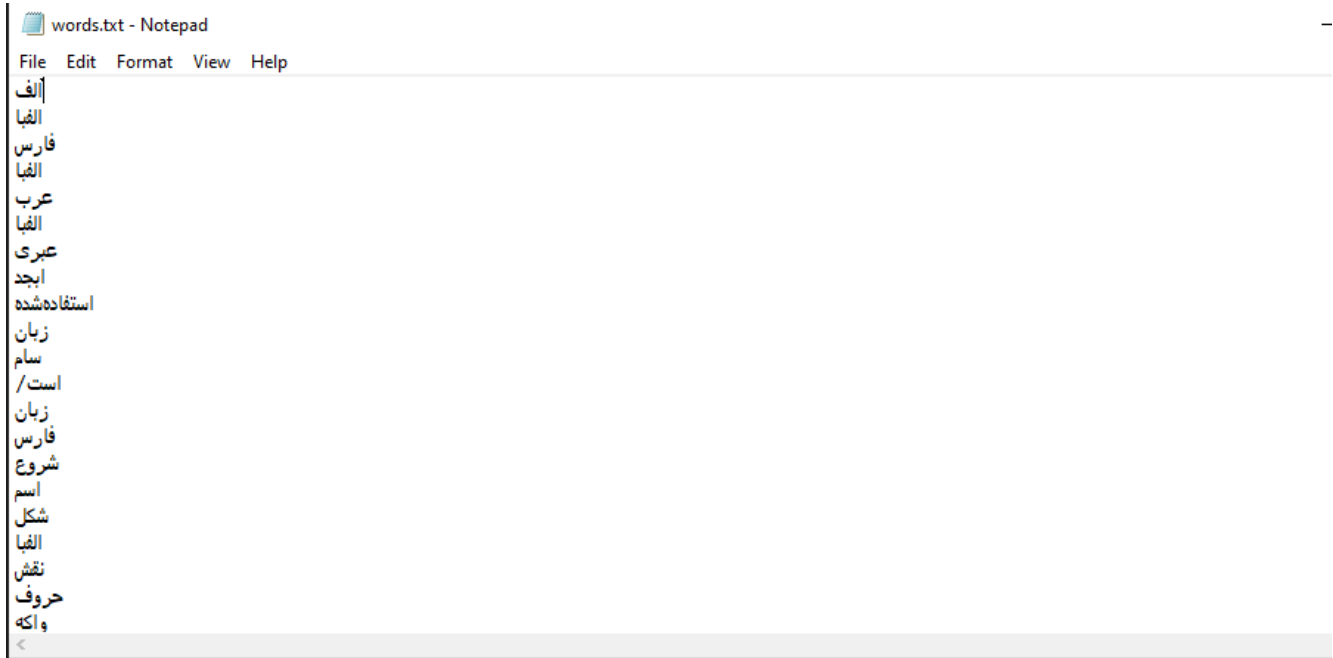 words.txt - Notepad
File Edit Format View Help
الف
الفبا
فارس
الفبا
عرب
الفبا
عبری
ابجد
استفاده‌شده
زبان
سام
است/
زبان
فارس
شروع
اسم
شکل
الفبا
نقش
حروف
واکه